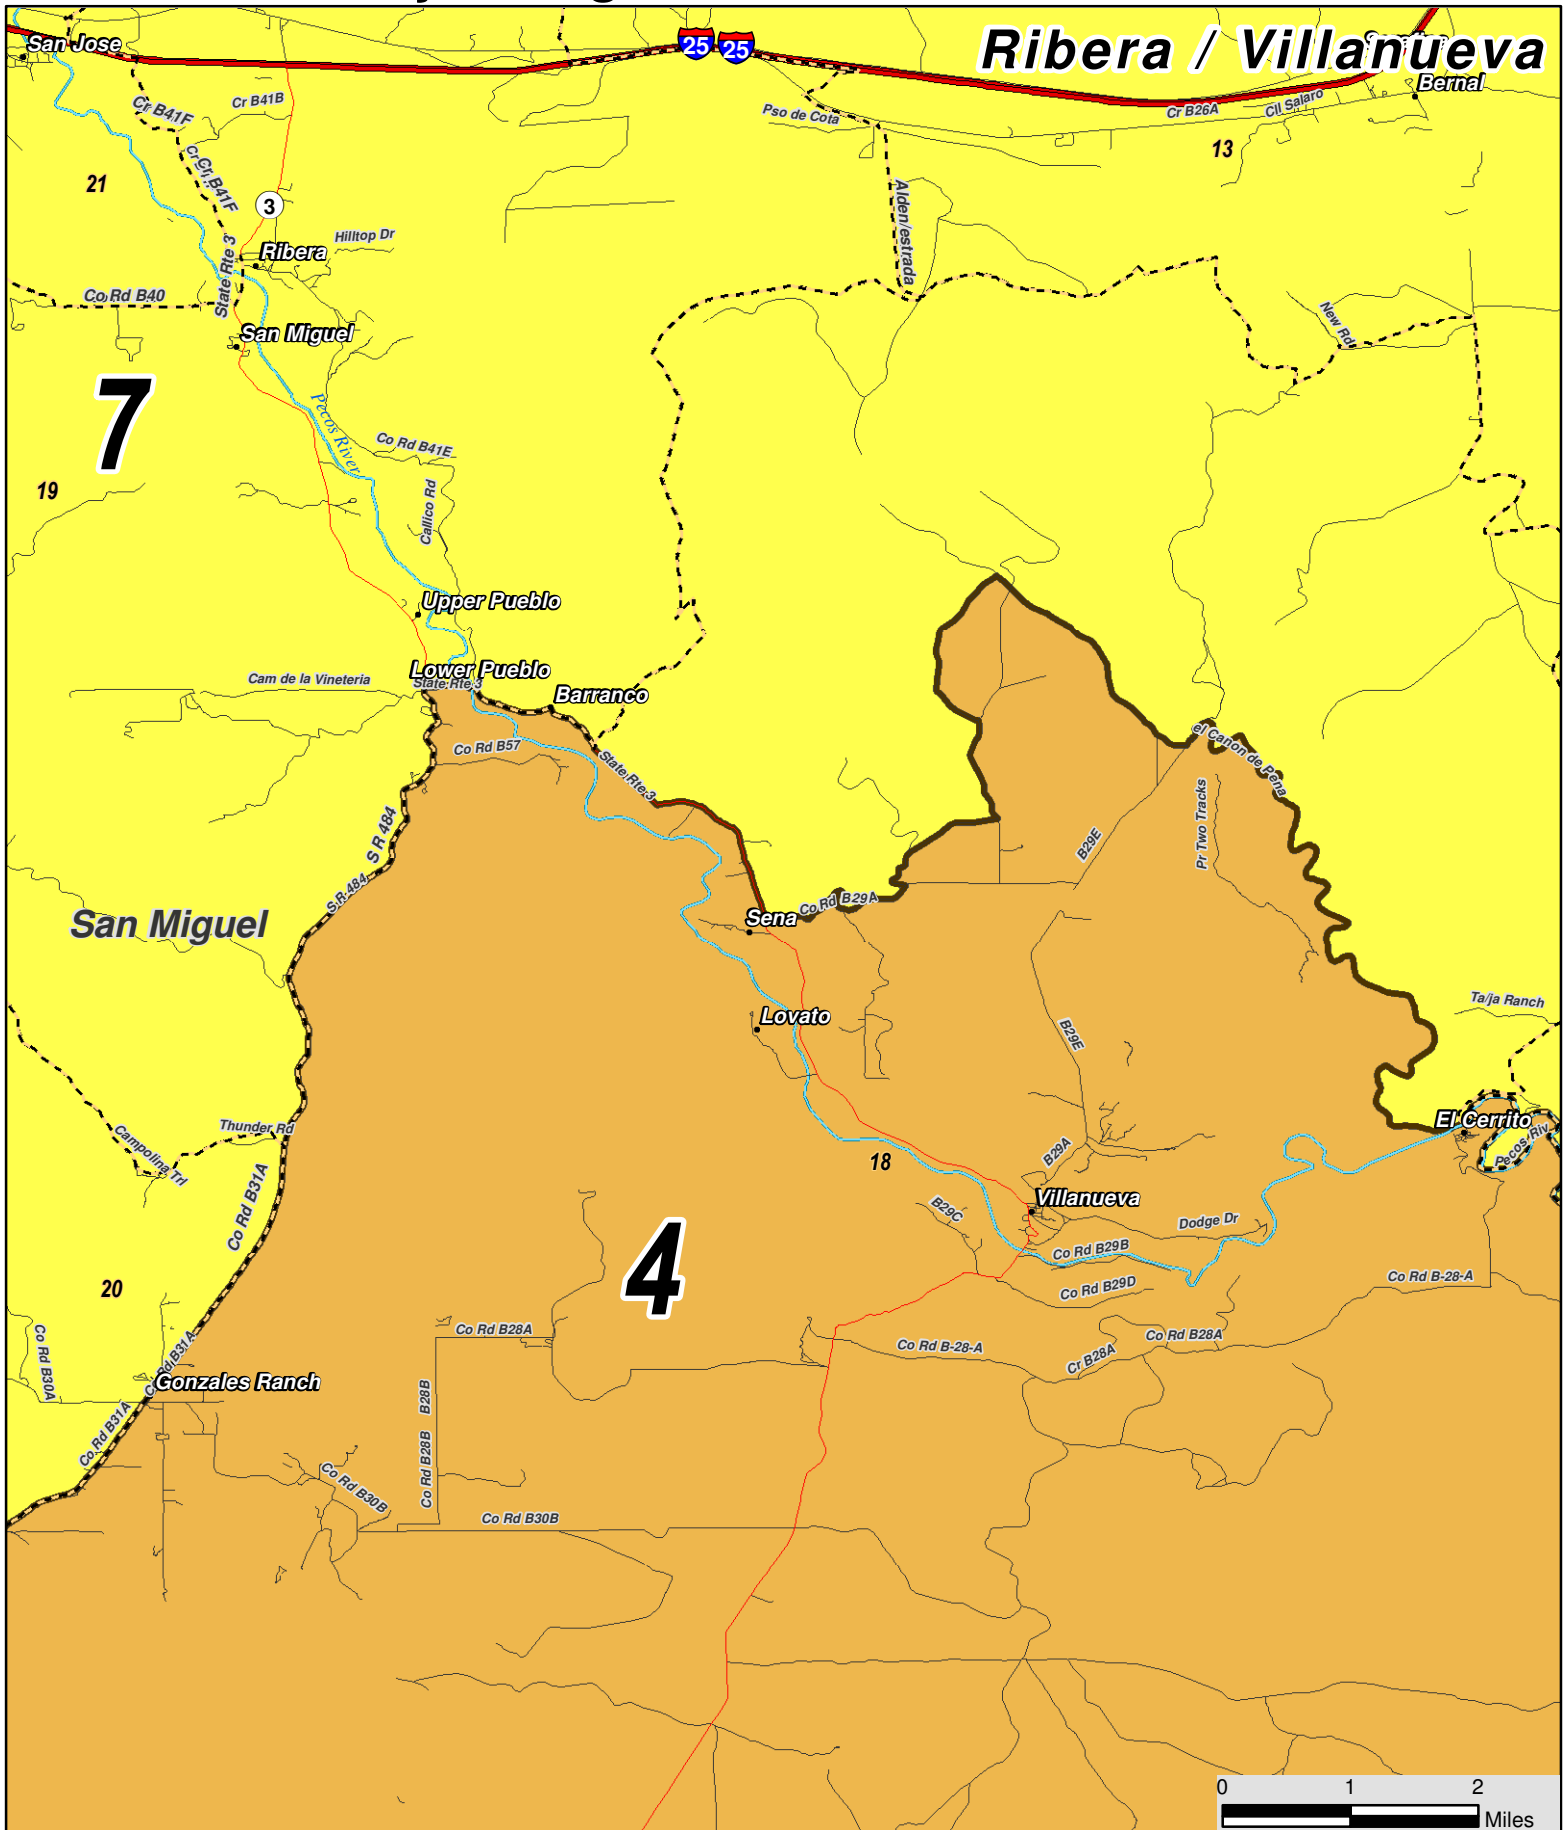 Ribera / Villanueva
San Jose
25
25
Bernal
Cr B41F
Cr B41B
Pso de Cota
Cr B26A
Cll Salaro
13
21
Cr B41F
Alden/estrada
3
State Rte 3
Ribera
Hilltop Dr
Co Rd B40
San Miguel
New Rd
7
Pecos River
Co Rd B41E
19
Callico Rd
Upper Pueblo
Lower Pueblo
Cam de la Vineteria
State Rte 3
Barranco
Co Rd B57
State Rte 3
el Canon de Pena
Pr Two Tracks
S R 484
B29E
S R 484
San Miguel
Co Rd B29A
Sena
Lovato
B29E
Ta/ja Ranch
El Cerrito
Pecos Riv
Thunder Rd
Campolina Trl
B29A
18
Co Rd B31A
Villanueva
B29C
Dodge Dr
Co Rd B29B
4
20
Co Rd B29D
Co Rd B-28-A
Co Rd B28A
Co Rd B28A
Co Rd B-28-A
Cr B28A
Co Rd B30A
Co Rd B31A
Gonzales Ranch
Co Rd B28B
B28B
Co Rd B31A
Co Rd B30B
Co Rd B30B
0 1 2
Miles